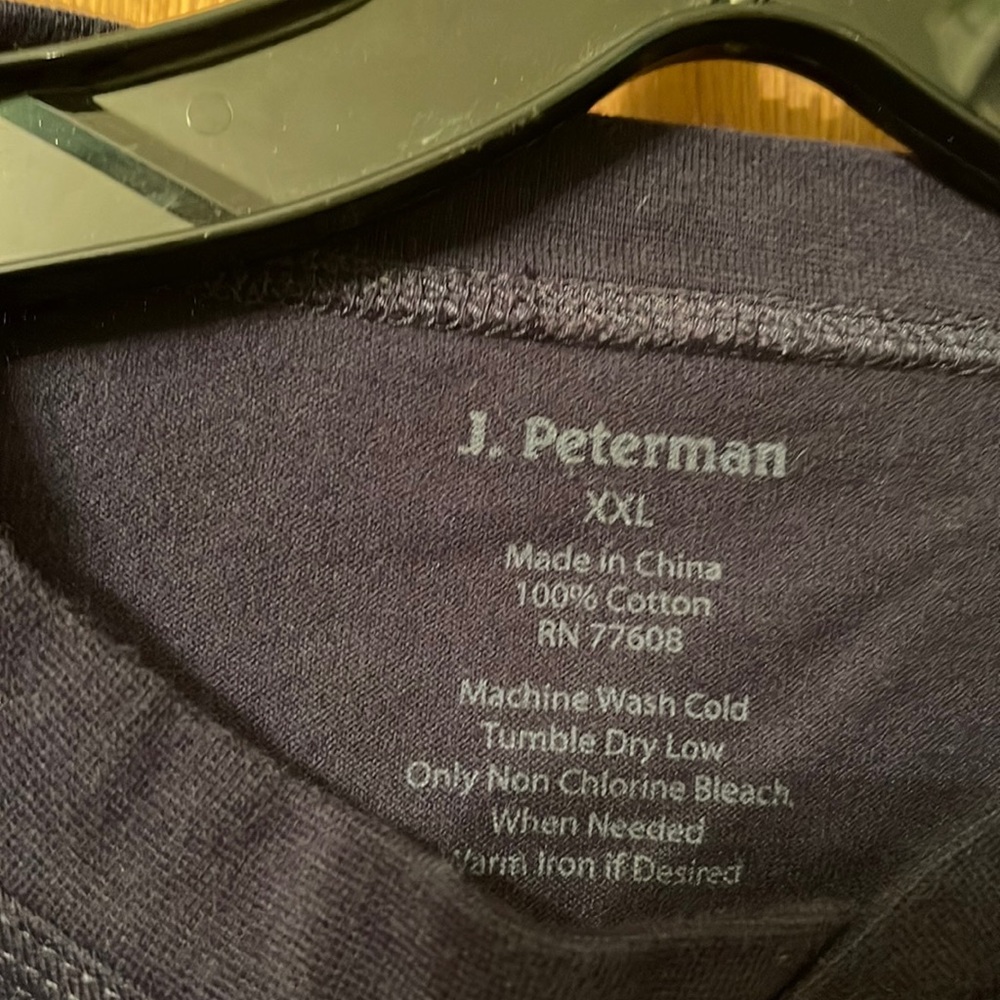 J. Peterman
XXL
Made in China
100% Cotton
RN 77608
Machine Wash Cold
Tumble Dry Low
Only Non Chlorine Bleach
When Needed
Warm Iron if Desired